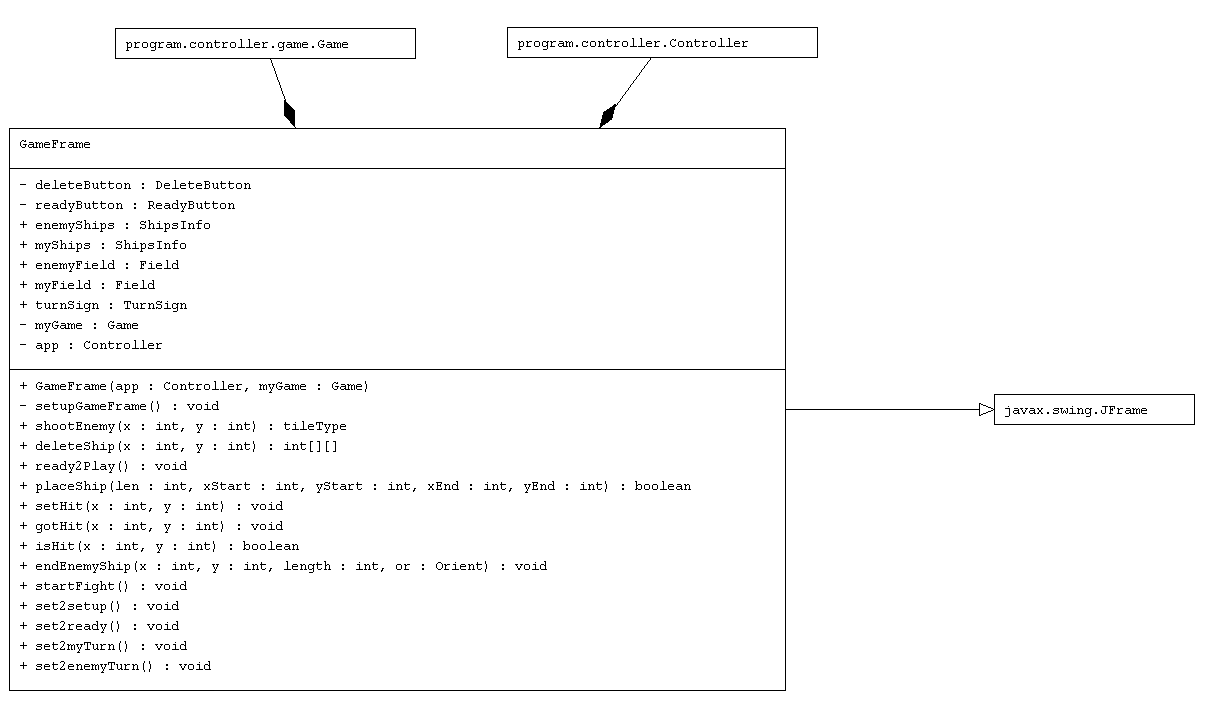 program.controller.game.Game
program.controller.Controller
GameFrame
- deleteButton : DeleteButton
- readyButton : ReadyButton
+ enemyShips : ShipsInfo
+ myShips : ShipsInfo
+ enemyField : Field
+ myField : Field
+ turnSign : TurnSign
- myGame : Game
- app : Controller
+ GameFrame(app : Controller, myGame : Game)
- setupGameFrame() : void
+ shootEnemy(x : int, y : int) : tileType
+ deleteShip(x : int, y : int) : int[][]
+ ready2Play() : void
+ placeShip(len : int, xStart : int, yStart : int, xEnd : int, yEnd : int) : boolean
+ setHit(x : int, y : int) : void
+ gotHit(x : int, y : int) : void
+ isHit(x : int, y : int) : boolean
+ endEnemyShip(x : int, y : int, length : int, or : Orient) : void
+ startFight() : void
+ set2setup() : void
+ set2ready() : void
+ set2myTurn() : void
+ set2enemyTurn() : void
javax.swing.JFrame